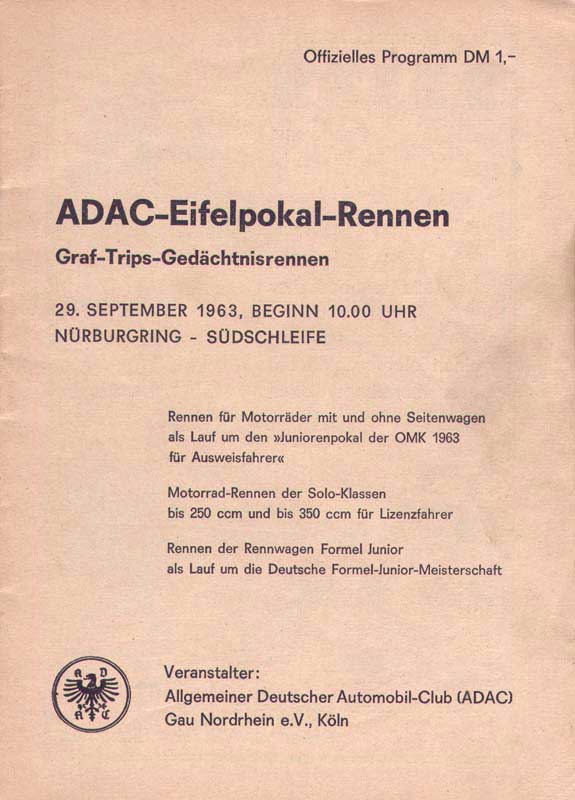 Offizielles Programm DM 1,-
ADAC-Eifelpokal-Rennen
Graf-Trips-Gedächtnisrennen
29. SEPTEMBER 1963, BEGINN 10.00 UHR
NÜRBURGRING - SÜDSCHLEIFE
Rennen für Motorräder mit und ohne Seitenwagen
als Lauf um den »Juniorenpokal der OMK 1963
für Ausweisfahrer«
Motorrad-Rennen der Solo-Klassen
bis 250 ccm und bis 350 ccm für Lizenzfahrer
Rennen der Rennwagen Formel Junior
als Lauf um die Deutsche Formel-Junior-Meisterschaft
A D
A C
Veranstalter:
Allgemeiner Deutscher Automobil-Club (ADAC)
Gau Nordrhein e.V., Köln